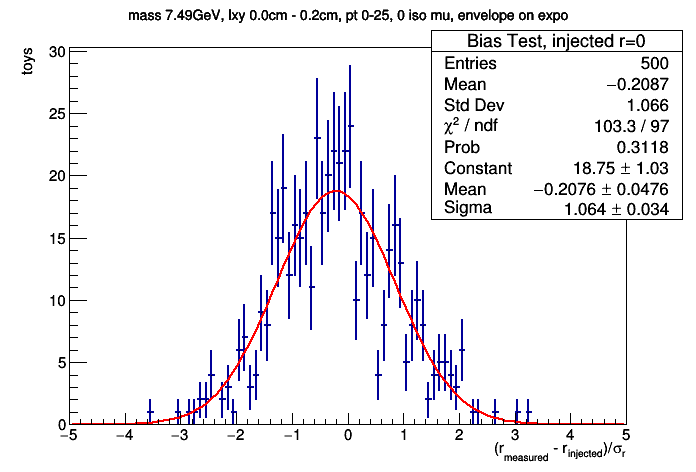 mass 7.49GeV, lxy 0.0cm - 0.2cm, pt 0-25, 0 iso mu, envelope on expo
Bias Test, injected r=0
Entries 500
Mean −0.2087
Std Dev 1.066
χ² / ndf 103.3 / 97
Prob 0.3118
Constant 18.75 ± 1.03
Mean −0.2076 ± 0.0476
Sigma 1.064 ± 0.034
toys
30
25
20
15
10
5
0
−5 −4 −3 −2 −1 0 1 2 3 4 5
(r_measured - r_injected)/σ_r